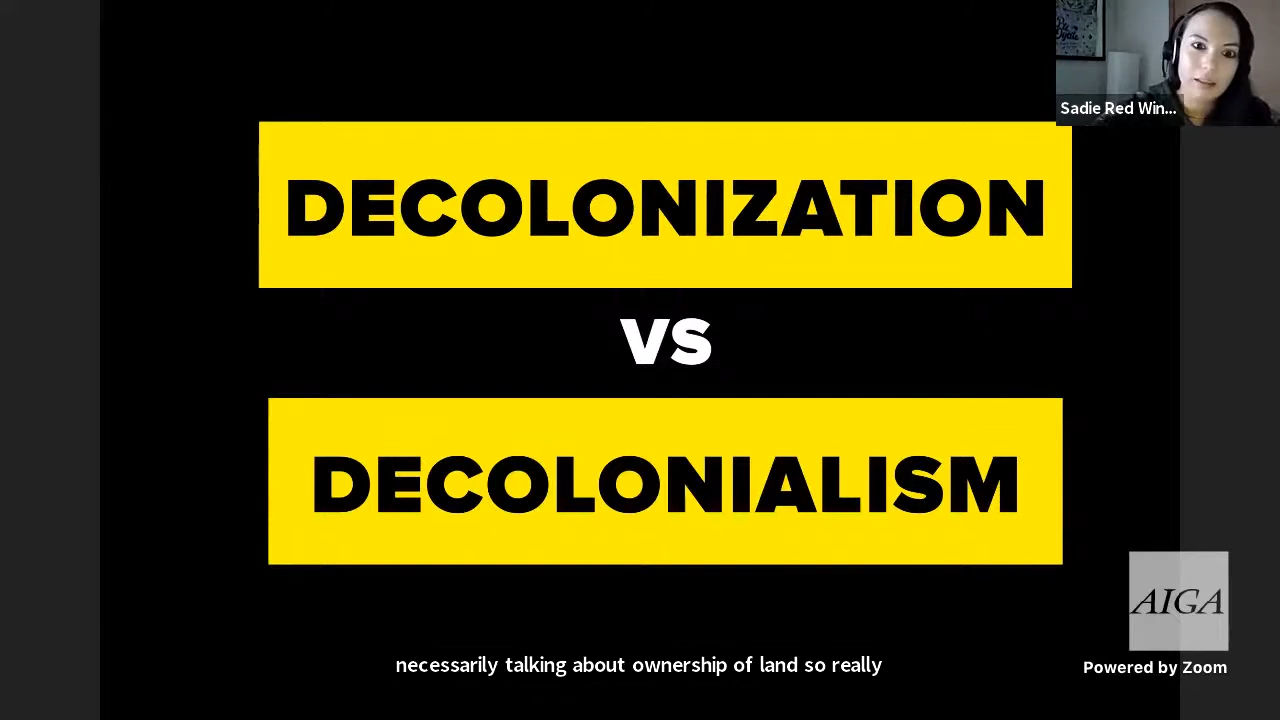 Sadie Red Win...
DECOLONIZATION
VS
DECOLONIALISM
AIGA
necessarily talking about ownership of land so really
Powered by Zoom